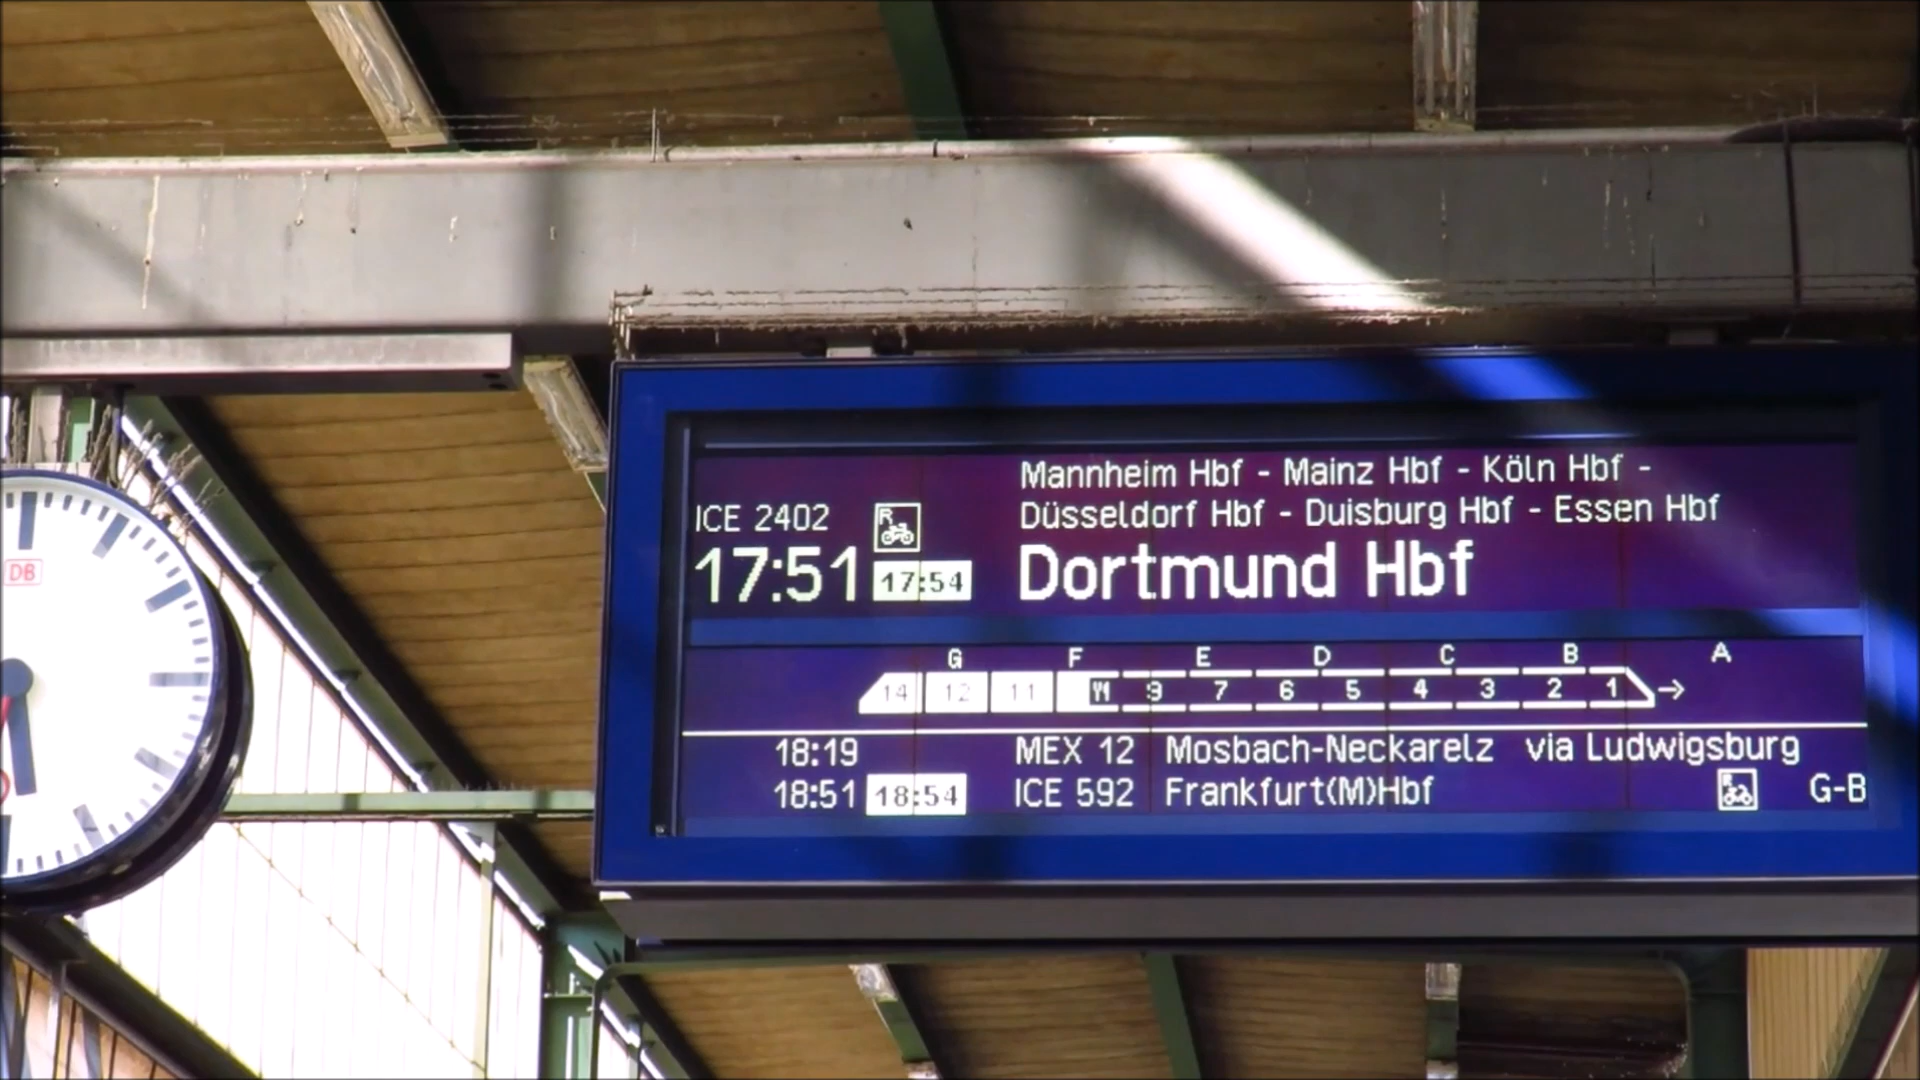 DB
Mannheim Hbf - Mainz Hbf - Köln Hbf -
ICE 2402 R Düsseldorf Hbf - Duisburg Hbf - Essen Hbf
17:51 17:54 Dortmund Hbf
G F E D C B A
14 12 11 9 7 6 5 4 3 2 1 →
18:19 MEX 12 Mosbach-Neckarelz via Ludwigsburg
18:51 18:54 ICE 592 Frankfurt(M)Hbf R G-B